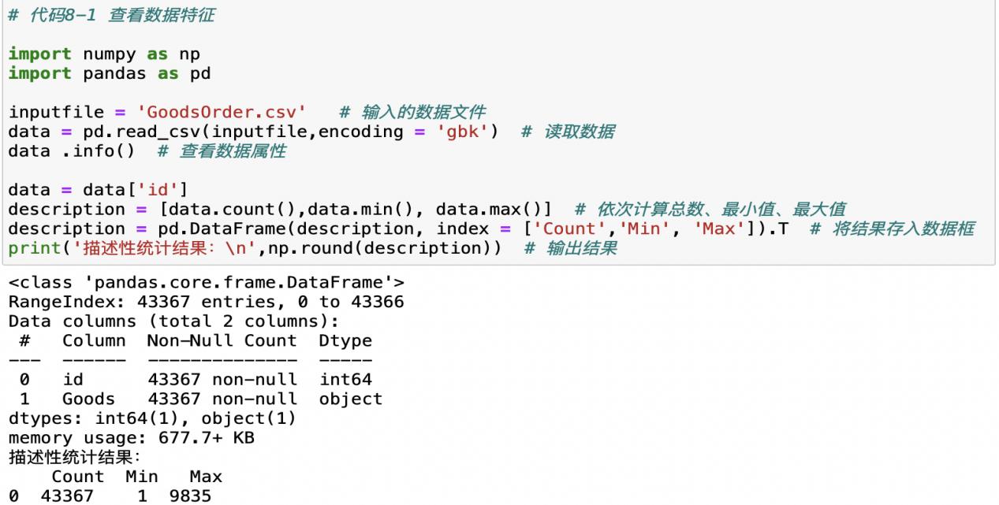 # 代码8-1 查看数据特征
import numpy as np
import pandas as pd
inputfile = 'GoodsOrder.csv'   # 输入的数据文件
data = pd.read_csv(inputfile,encoding = 'gbk')  # 读取数据
data .info()  # 查看数据属性
data = data['id']
description = [data.count(),data.min(), data.max()]  # 依次计算总数、最小值、最大值
description = pd.DataFrame(description, index = ['Count','Min', 'Max']).T  # 将结果存入数据框
print('描述性统计结果：\n',np.round(description))  # 输出结果
<class 'pandas.core.frame.DataFrame'>
RangeIndex: 43367 entries, 0 to 43366
Data columns (total 2 columns):
 #   Column  Non-Null Count  Dtype
---  ------  --------------  -----
 0   id      43367 non-null  int64
 1   Goods   43367 non-null  object
dtypes: int64(1), object(1)
memory usage: 677.7+ KB
描述性统计结果：
    Count  Min   Max
0  43367    1  9835